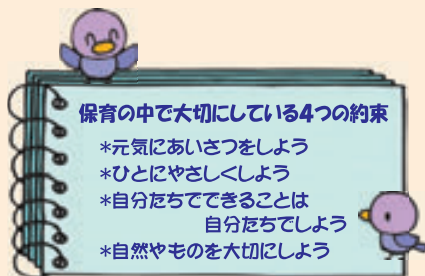 保育の中で大切にしている4つの約束
*元気にあいさつをしよう
*ひとにやさしくしよう
*自分たちでできることは
自分たちでしよう
*自然やものを大切にしよう